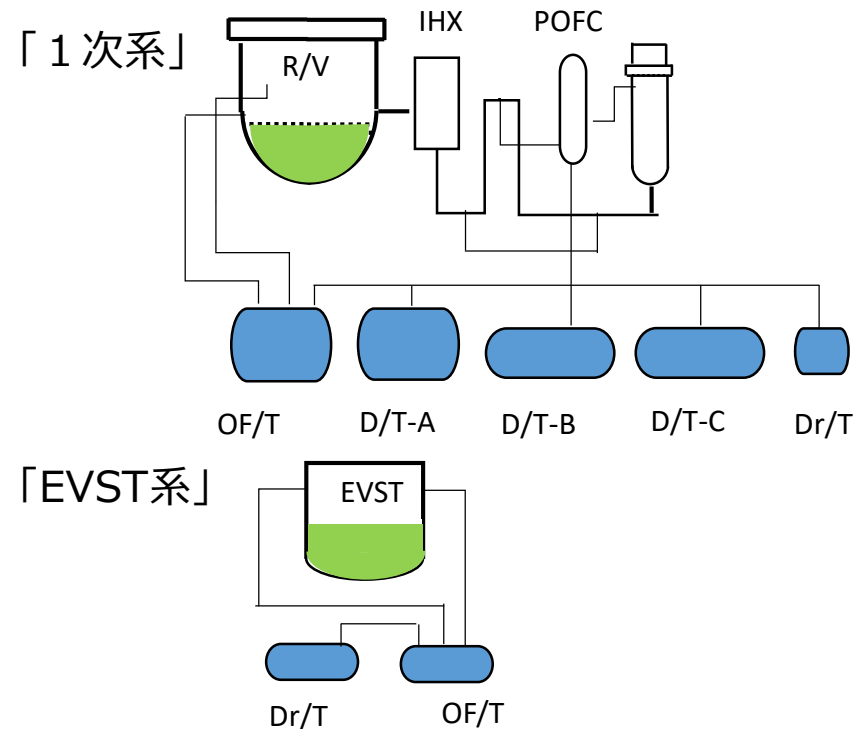 「１次系」
R/V
IHX
POFC
OF/T
D/T-A
D/T-B
D/T-C
Dr/T
「EVST系」
EVST
Dr/T
OF/T